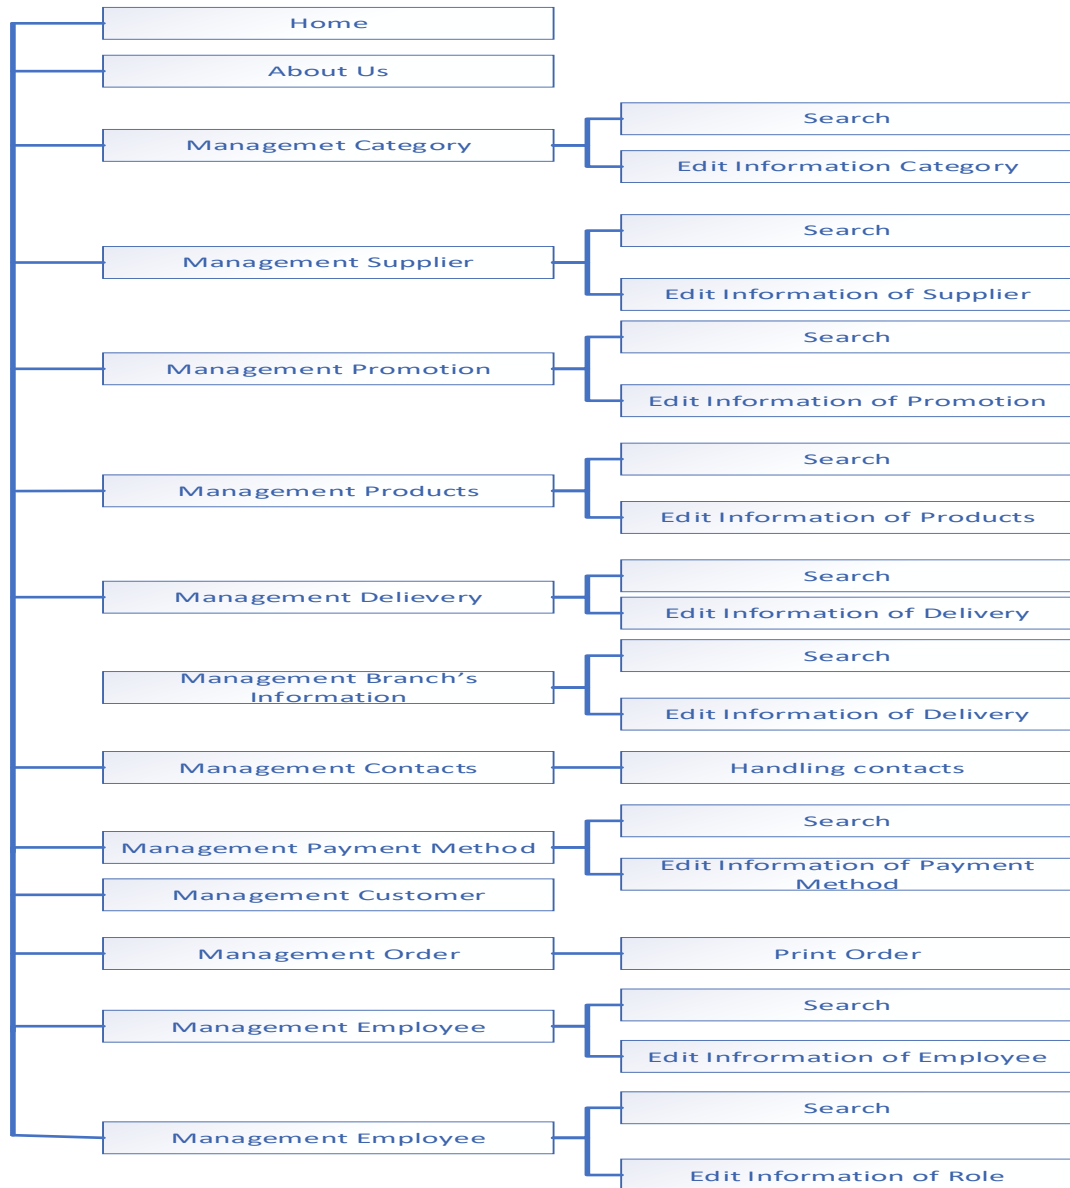 Home
About Us
Managemet Category
Search
Edit Information Category
Management Supplier
Search
Edit Information of Supplier
Management Promotion
Search
Edit Information of Promotion
Management Products
Search
Edit Information of Products
Management Delievery
Search
Edit Information of Delivery
Management Branch's
Information
Search
Edit Information of Delivery
Management Contacts
Handling contacts
Management Payment Method
Search
Edit Information of Payment
Method
Management Customer
Management Order
Print Order
Management Employee
Search
Edit Infrormation of Employee
Management Employee
Search
Edit Information of Role